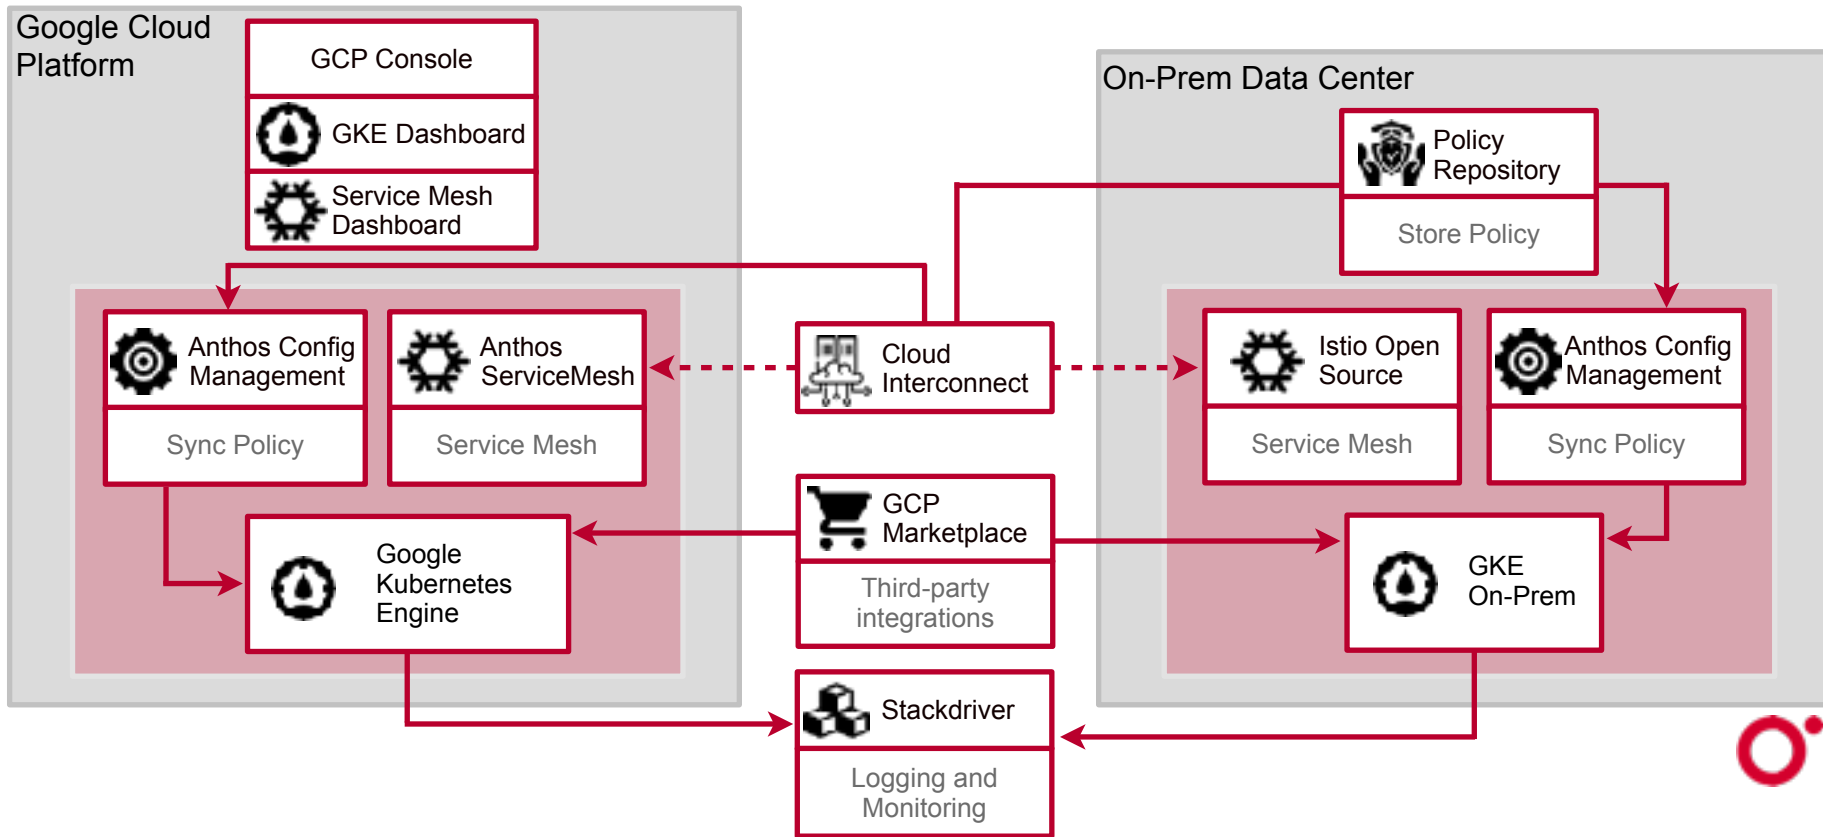 Google Cloud
Platform
GCP Console
GKE Dashboard
Service Mesh
Dashboard
Anthos Config
Management
Sync Policy
Anthos
ServiceMesh
Service Mesh
Google
Kubernetes
Engine
Cloud
Interconnect
GCP
Marketplace
Third-party
integrations
Stackdriver
Logging and
Monitoring
On-Prem Data Center
Policy
Repository
Store Policy
Istio Open
Source
Service Mesh
Anthos Config
Management
Sync Policy
GKE
On-Prem